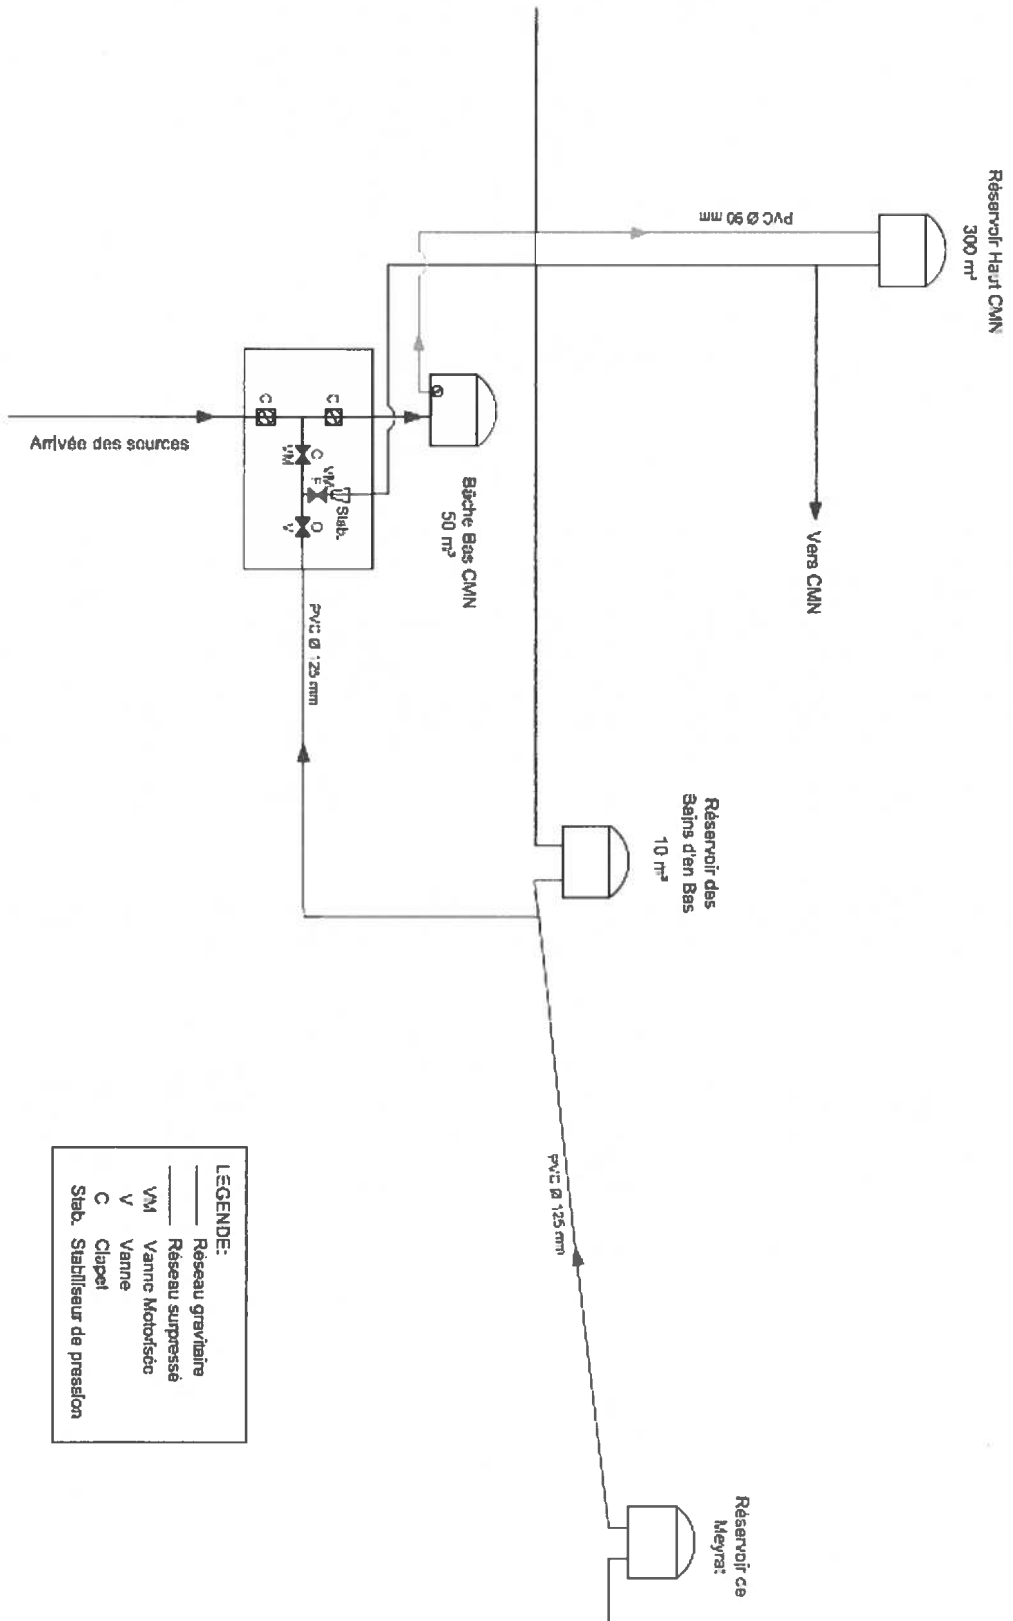 Réservoir Haut CMN
300 m³
PVC Ø 90 mm
Vers CMN
Bâche Bas CMN
50 m³
Arrivée des sources
C
C
O
VM
VM
F
Stab.
O
V
PVC Ø 125 mm
Réservoir des
Bains d'en Bas
10 m³
PVC Ø 125 mm
Réservoir de
Meyrat
LEGENDE:
Réseau gravitaire
Réseau surpressé
VM Vanne Motorisée
V Vanne
C Clapet
Stab. Stabiliseur de pression